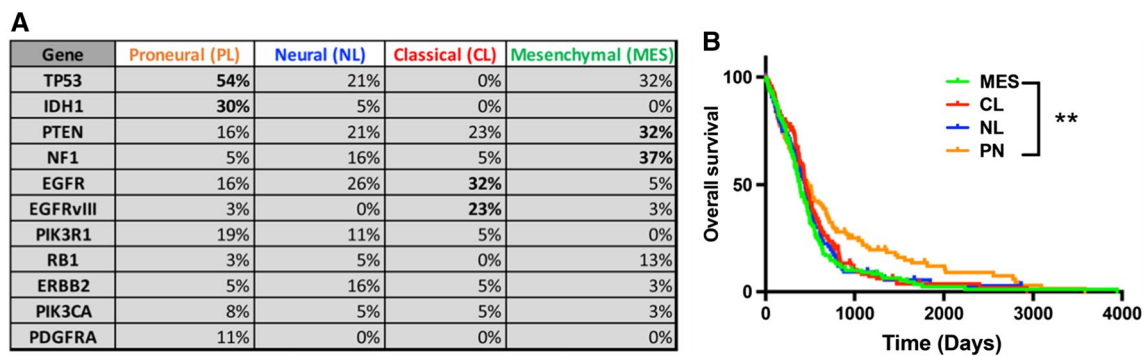 A
Gene Proneural (PL) Neural (NL) Classical (CL) Mesenchymal (MES)
TP53 54% 21% 0% 32%
IDH1 30% 5% 0% 0%
PTEN 16% 21% 23% 32%
NF1 5% 16% 5% 37%
EGFR 16% 26% 32% 5%
EGFRvIII 3% 0% 23% 3%
PIK3R1 19% 11% 5% 0%
RB1 3% 5% 0% 13%
ERBB2 5% 16% 5% 3%
PIK3CA 8% 5% 5% 3%
PDGFRA 11% 0% 0% 0%
B
Overall survival
100
50
0
MES
CL
NL
PN
**
0 1000 2000 3000 4000
Time (Days)